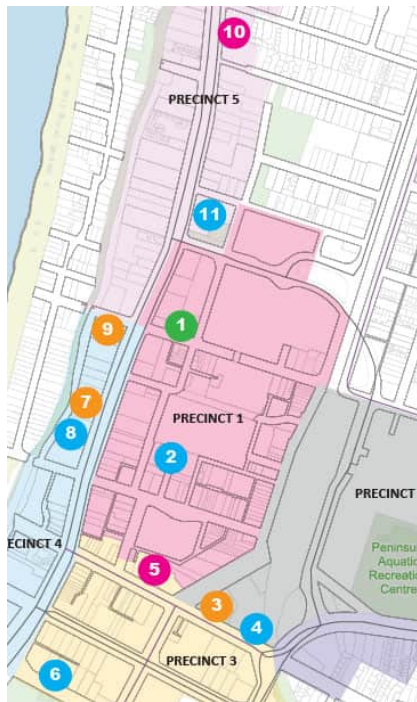 10
PRECINCT 5
11
1
9
7
PRECINCT 1
8
2
PRECINCT
ECINCT 4
Peninsu
Aquatic
Recreatio
Centre
5
3
4
PRECINCT 3
6